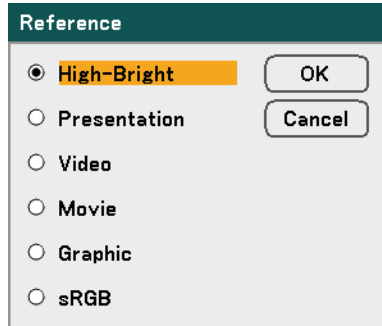 Reference
High-Bright OK
Presentation Cancel
Video
Movie
Graphic
sRGB